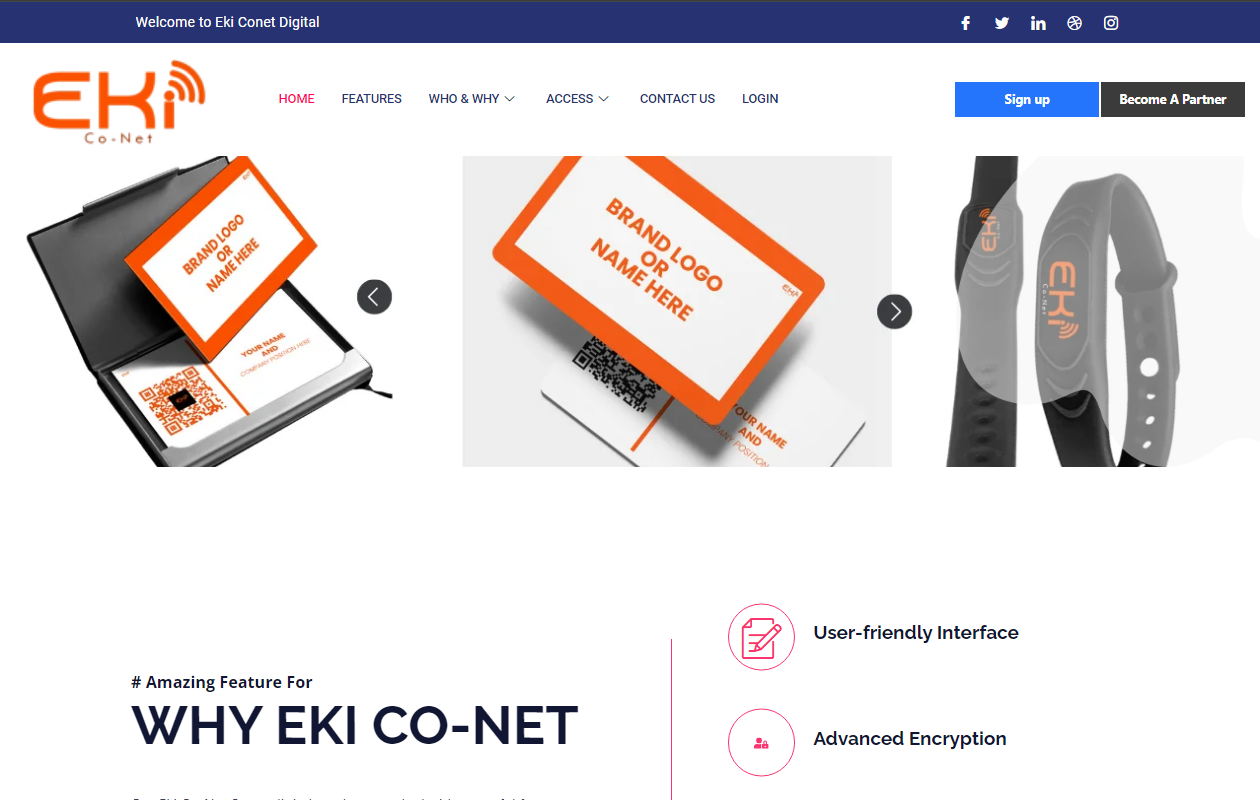 Welcome to Eki Conet Digital
EKi
Co-Net
HOME
FEATURES
WHO & WHY
ACCESS
CONTACT US
LOGIN
Sign up
Become A Partner
BRAND LOGO
OR
NAME HERE
YOUR NAME
AND
COMPANY POSITION HERE
BRAND LOGO
OR
NAME HERE
EKi
YOUR NAME
AND
COMPANY POSITION
EKi
EKi
Co-Net
# Amazing Feature For
WHY EKI CO-NET
User-friendly Interface
Advanced Encryption